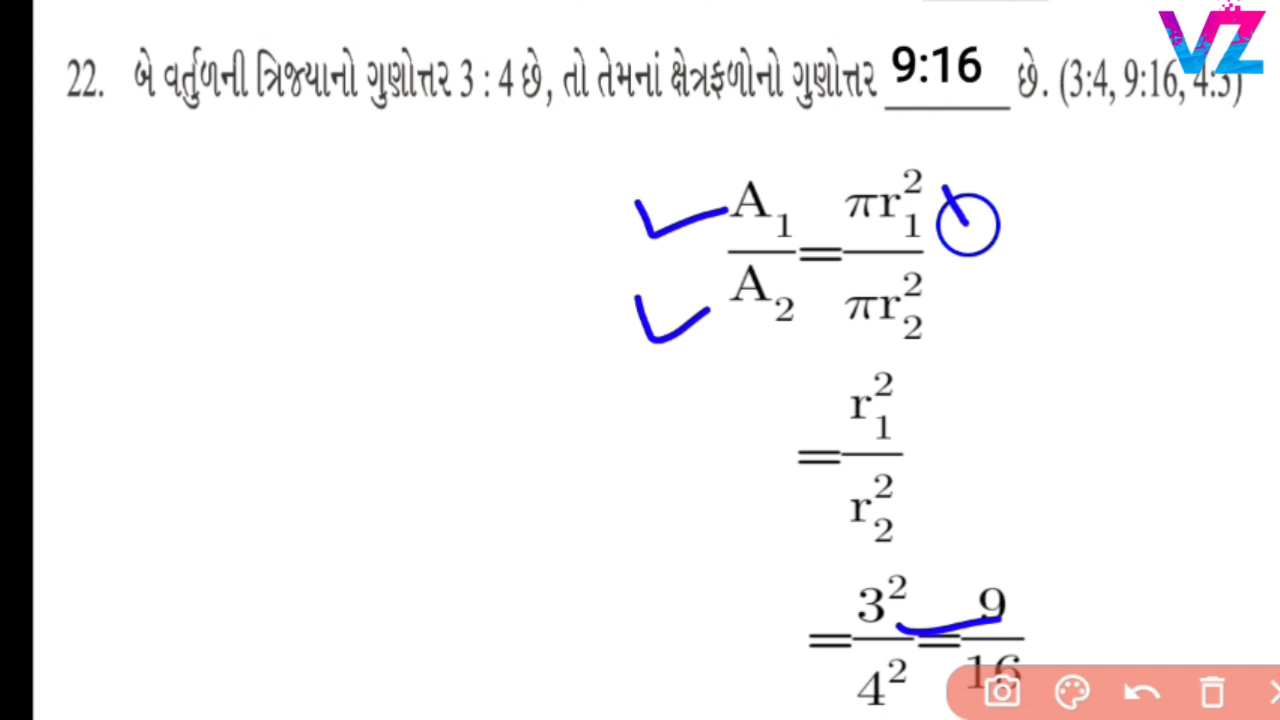 VZ
22. બે વર્તુળની ત્રિજ્યાનો ગુણોત્તર 3 : 4 છે, તો તેમનાં ક્ષેત્રફળોનો ગુણોત્તર 9:16 છે. (3:4, 9:16, 4:3)
A₁/A₂ = πr₁²/πr₂²
= r₁²/r₂²
= 3²/4² = 9/16